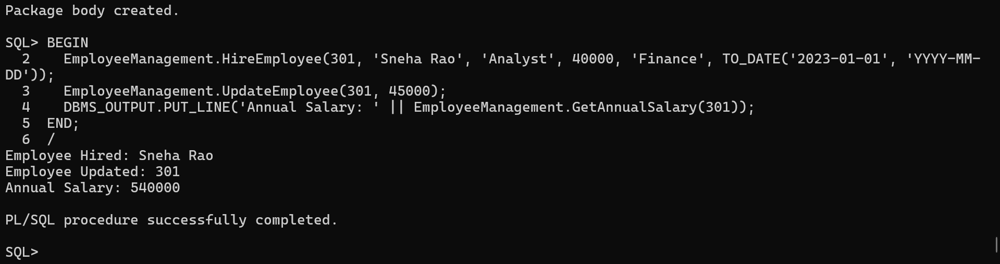 Package body created.
SQL> BEGIN
  2    EmployeeManagement.HireEmployee(301, 'Sneha Rao', 'Analyst', 40000, 'Finance', TO_DATE('2023-01-01', 'YYYY-MM-
DD'));
  3    EmployeeManagement.UpdateEmployee(301, 45000);
  4    DBMS_OUTPUT.PUT_LINE('Annual Salary: ' || EmployeeManagement.GetAnnualSalary(301));
  5  END;
  6  /
Employee Hired: Sneha Rao
Employee Updated: 301
Annual Salary: 540000
PL/SQL procedure successfully completed.
SQL>